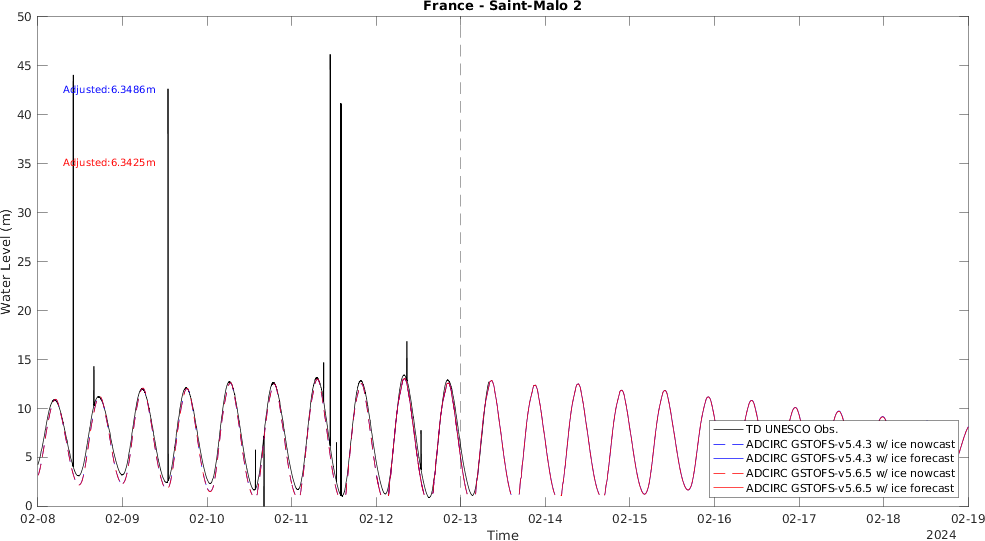 France - Saint-Malo 2
50
45
40
35
30
25
20
15
10
5
0
Water Level (m)
Adjusted:6.3486m
Adjusted:6.3425m
TD UNESCO Obs.
ADCIRC GSTOFS-v5.4.3 w/ ice nowcast
ADCIRC GSTOFS-v5.4.3 w/ ice forecast
ADCIRC GSTOFS-v5.6.5 w/ ice nowcast
ADCIRC GSTOFS-v5.6.5 w/ ice forecast
02-08 02-09 02-10 02-11 02-12 02-13 02-14 02-15 02-16 02-17 02-18 02-19
Time
2024